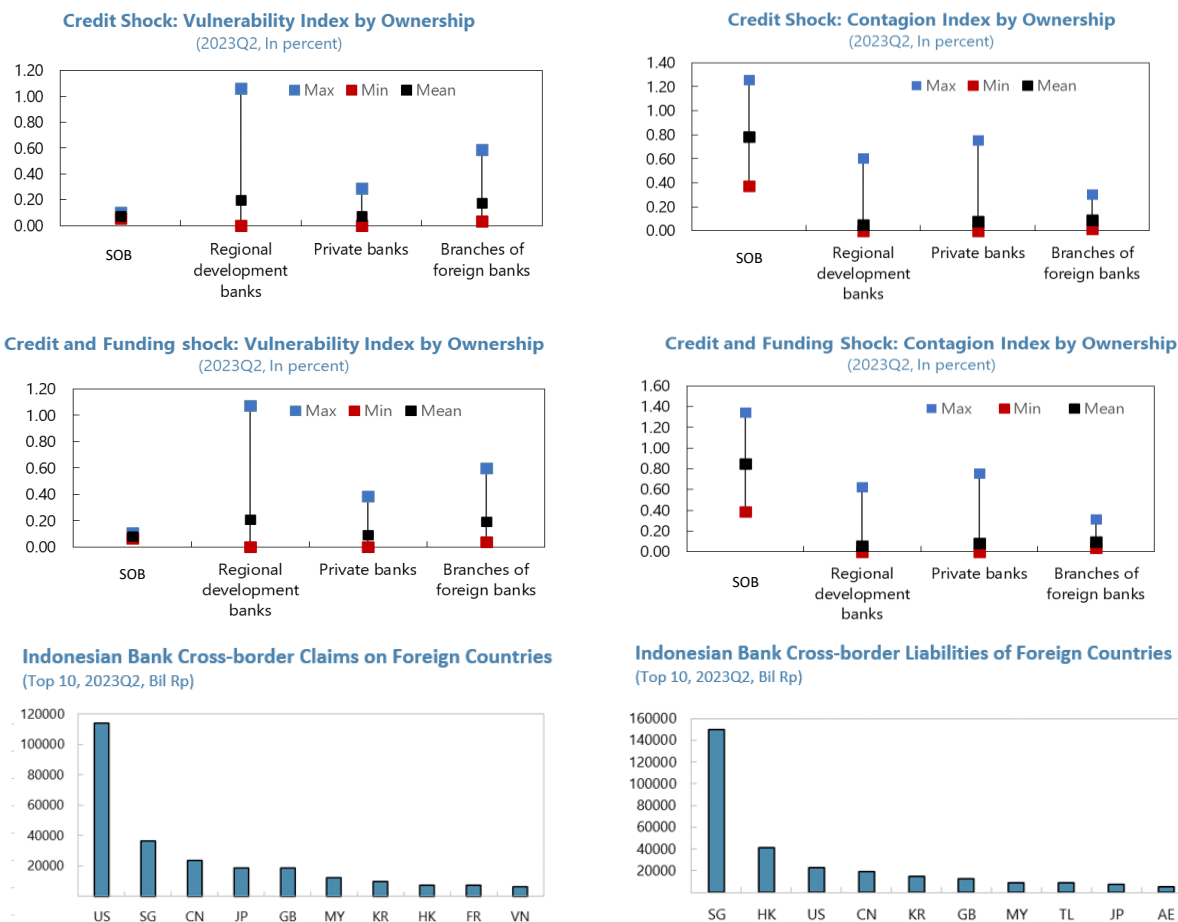 Credit Shock: Vulnerability Index by Ownership
(2023Q2, In percent)
1.20
1.00
0.80
0.60
0.40
0.20
0.00
Max Min Mean
SOB
Regional
development
banks
Private banks
Branches of
foreign banks
Credit Shock: Contagion Index by Ownership
(2023Q2, In percent)
1.40
1.20
1.00
0.80
0.60
0.40
0.20
0.00
Max Min Mean
SOB
Regional
development
banks
Private banks
Branches of
foreign banks
Credit and Funding shock: Vulnerability Index by Ownership
(2023Q2, In percent)
1.20
1.00
0.80
0.60
0.40
0.20
0.00
Max Min Mean
SOB
Regional
development
banks
Private banks
Branches of
foreign banks
Credit and Funding Shock: Contagion Index by Ownership
(2023Q2, In percent)
1.60
1.40
1.20
1.00
0.80
0.60
0.40
0.20
0.00
Max Min Mean
SOB
Regional
development
banks
Private banks
Branches of
foreign banks
Indonesian Bank Cross-border Claims on Foreign Countries
(Top 10, 2023Q2, Bil Rp)
120000
100000
80000
60000
40000
20000
US SG CN JP GB MY KR HK FR VN
Indonesian Bank Cross-border Liabilities of Foreign Countries
(Top 10, 2023Q2, Bil Rp)
160000
140000
120000
100000
80000
60000
40000
20000
SG HK US CN KR GB MY TL JP AE